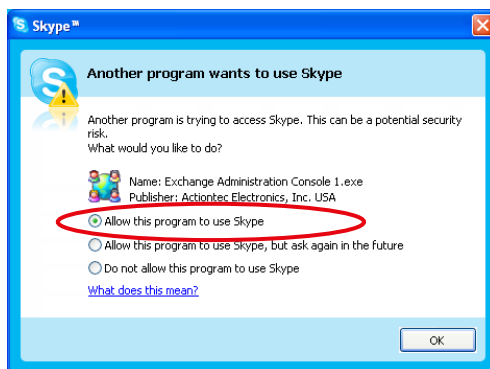 Skype™
Another program wants to use Skype
Another program is trying to access Skype. This can be a potential security
risk.
What would you like to do?
Name: Exchange Administration Console 1.exe
Publisher: Actiontec Electronics, Inc. USA
Allow this program to use Skype
Allow this program to use Skype, but ask again in the future
Do not allow this program to use Skype
What does this mean?
OK